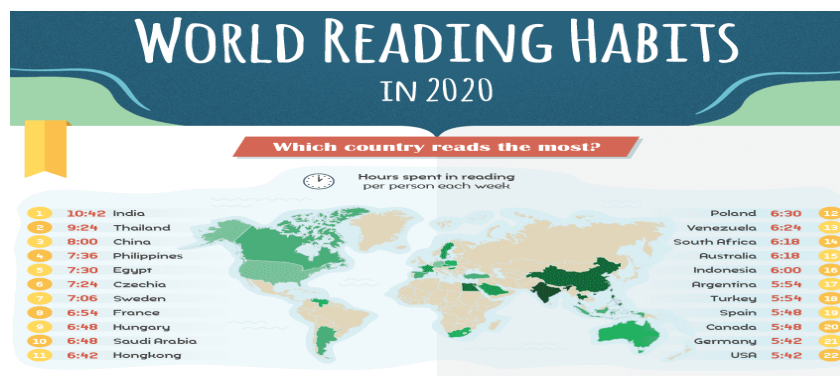 WORLD READING HABITS
IN 2020
Which country reads the most?
Hours spent in reading
per person each week
1 10:42 India
2 9:24 Thailand
3 8:00 China
4 7:36 Philippines
5 7:30 Egypt
6 7:24 Czechia
7 7:06 Sweden
8 6:54 France
9 6:48 Hungary
10 6:48 Saudi Arabia
11 6:42 Hongkong
Poland 6:30 12
Venezuela 6:24 13
South Africa 6:18 14
Australia 6:18 15
Indonesia 6:00 16
Argentina 5:54 17
Turkey 5:54 18
Spain 5:48 19
Canada 5:48 20
Germany 5:42 21
USA 5:42 22